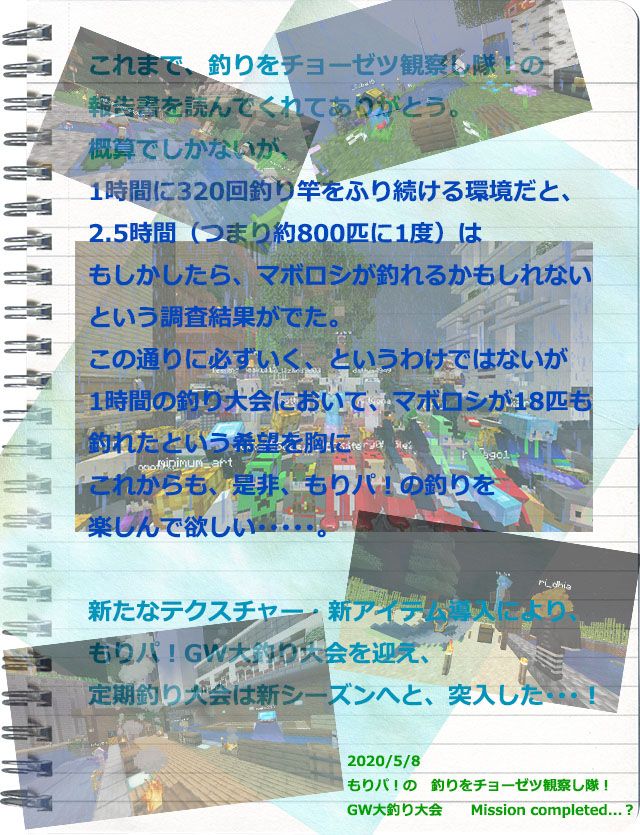 これまで、釣りをチョーゼツ観察し隊！の
報告書を読んでくれてありがとう。
概算でしかないが、
1時間に320回釣り竿をふり続ける環境だと、
2.5時間（つまり約800匹に1度）は
もしかしたら、マボロシが釣れるかもしれない
という調査結果がでた。
この通りに必ずいく、というわけではないが
1時間の釣り大会において、マボロシが18匹も
釣れたという希望を胸に
minimum_art
これからも、是非、もりパ！の釣りを
楽しんで欲しい･････。
ri_dhia
新たなテクスチャー・新アイテム導入により、
もりパ！GW大釣り大会を迎え、
定期釣り大会は新シーズンへと、突入した･･･！
2020/5/8
もりパ！の　釣りをチョーゼツ観察し隊！
GW大釣り大会　　Mission completed...？